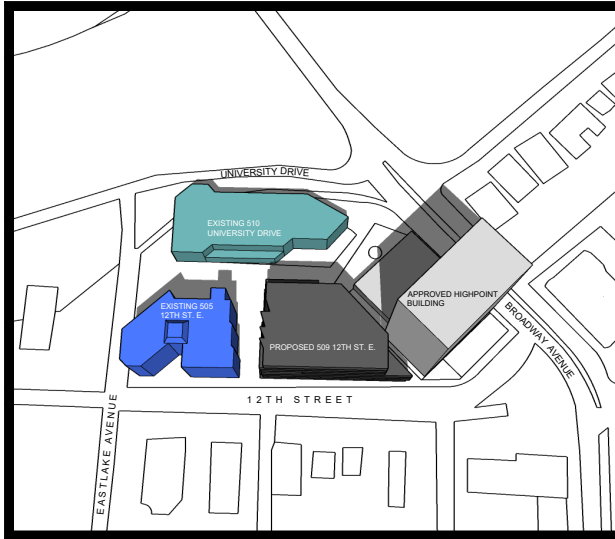 UNIVERSITY DRIVE
EXISTING 510
UNIVERSITY DRIVE
APPROVED HIGHPOINT
BUILDING
EXISTING 505
12TH ST. E.
PROPOSED 509 12TH ST. E.
BROADWAY AVENUE
12TH STREET
EASTLAKE AVENUE